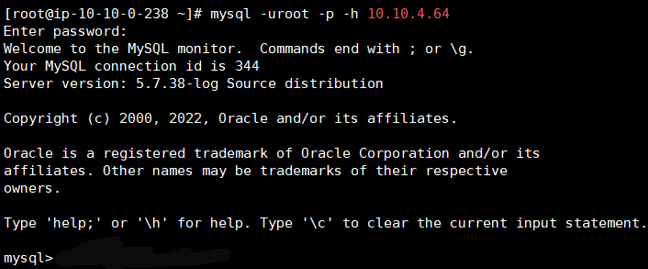 [root@ip-10-10-0-238 ~]# mysql -uroot -p -h 10.10.4.64
Enter password:
Welcome to the MySQL monitor.  Commands end with ; or \g.
Your MySQL connection id is 344
Server version: 5.7.38-log Source distribution

Copyright (c) 2000, 2022, Oracle and/or its affiliates.

Oracle is a registered trademark of Oracle Corporation and/or its
affiliates. Other names may be trademarks of their respective
owners.

Type 'help;' or '\h' for help. Type '\c' to clear the current input statement.

mysql>